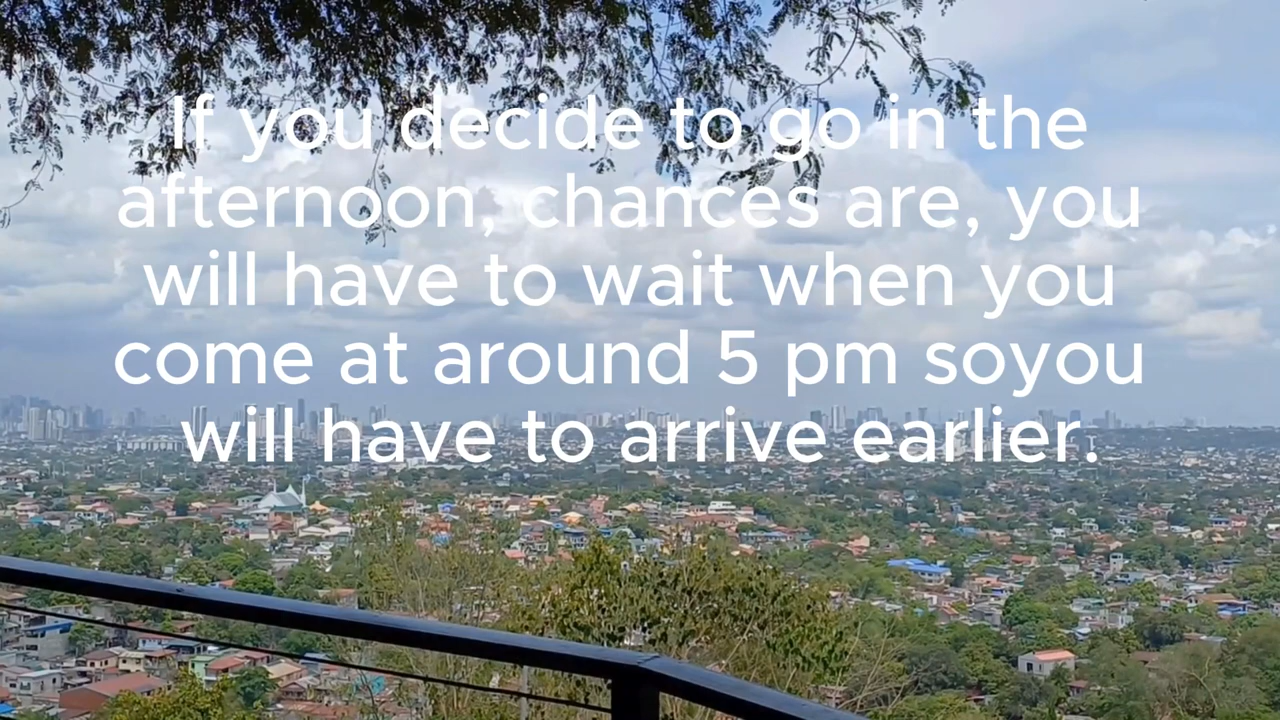 If you decide to go in the
afternoon, chances are, you
will have to wait when you
come at around 5 pm soyou
will have to arrive earlier.